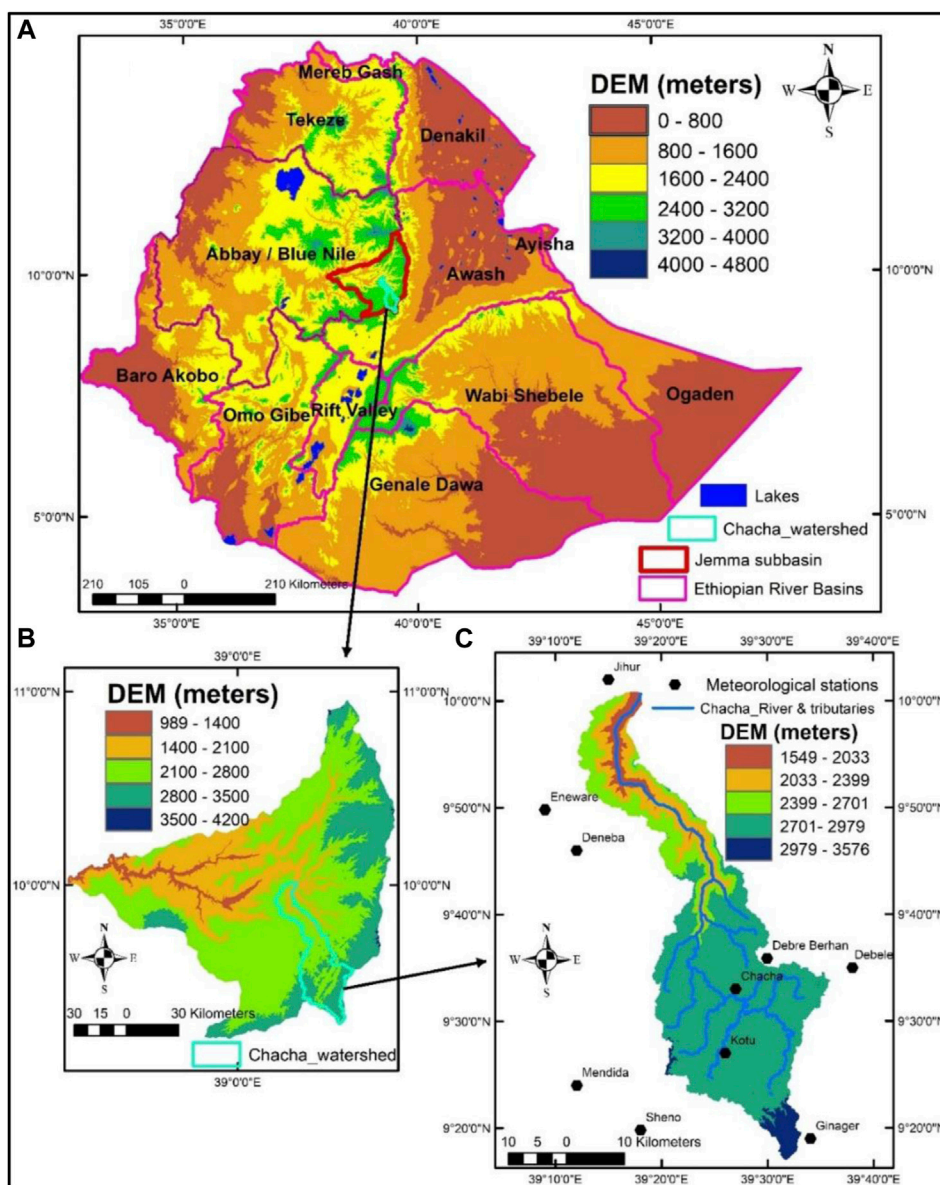 A
35°0'0"E 40°0'0"E 45°0'0"E
N
W E
S
DEM (meters)
0 - 800
800 - 1600
1600 - 2400
2400 - 3200
3200 - 4000
4000 - 4800
Mereb Gash
Tekeze
Denakil
Abbay / Blue Nile
Ayisha
Awash
10°0'0"N 10°0'0"N
Baro Akobo
Omo Gibe
Rift Valley
Wabi Shebele
Ogaden
Genale Dawa
5°0'0"N 5°0'0"N
Lakes
Chacha_watershed
Jemma subbasin
Ethiopian River Basins
210 105 0 210 Kilometers
35°0'0"E 40°0'0"E 45°0'0"E
B
39°0'0"E
11°0'0"N 11°0'0"N
DEM (meters)
989 - 1400
1400 - 2100
2100 - 2800
2800 - 3500
3500 - 4200
10°0'0"N 10°0'0"N
N
W E
S
30 15 0 30 Kilometers
Chacha_watershed
39°0'0"E
C
39°10'0"E 39°20'0"E 39°30'0"E 39°40'0"E
Jihur
Meteorological stations
Chacha_River & tributaries
DEM (meters)
1549 - 2033
2033 - 2399
2399 - 2701
2701- 2979
2979 - 3576
10°0'0"N 10°0'0"N
Eneware
9°50'0"N 9°50'0"N
Deneba
9°40'0"N 9°40'0"N
N
W E
S
Debre Berhan
Debele
Chacha
9°30'0"N 9°30'0"N
Kotu
Mendida
Sheno
Ginager
9°20'0"N 9°20'0"N
10 5 0 10 Kilometers
39°10'0"E 39°20'0"E 39°30'0"E 39°40'0"E